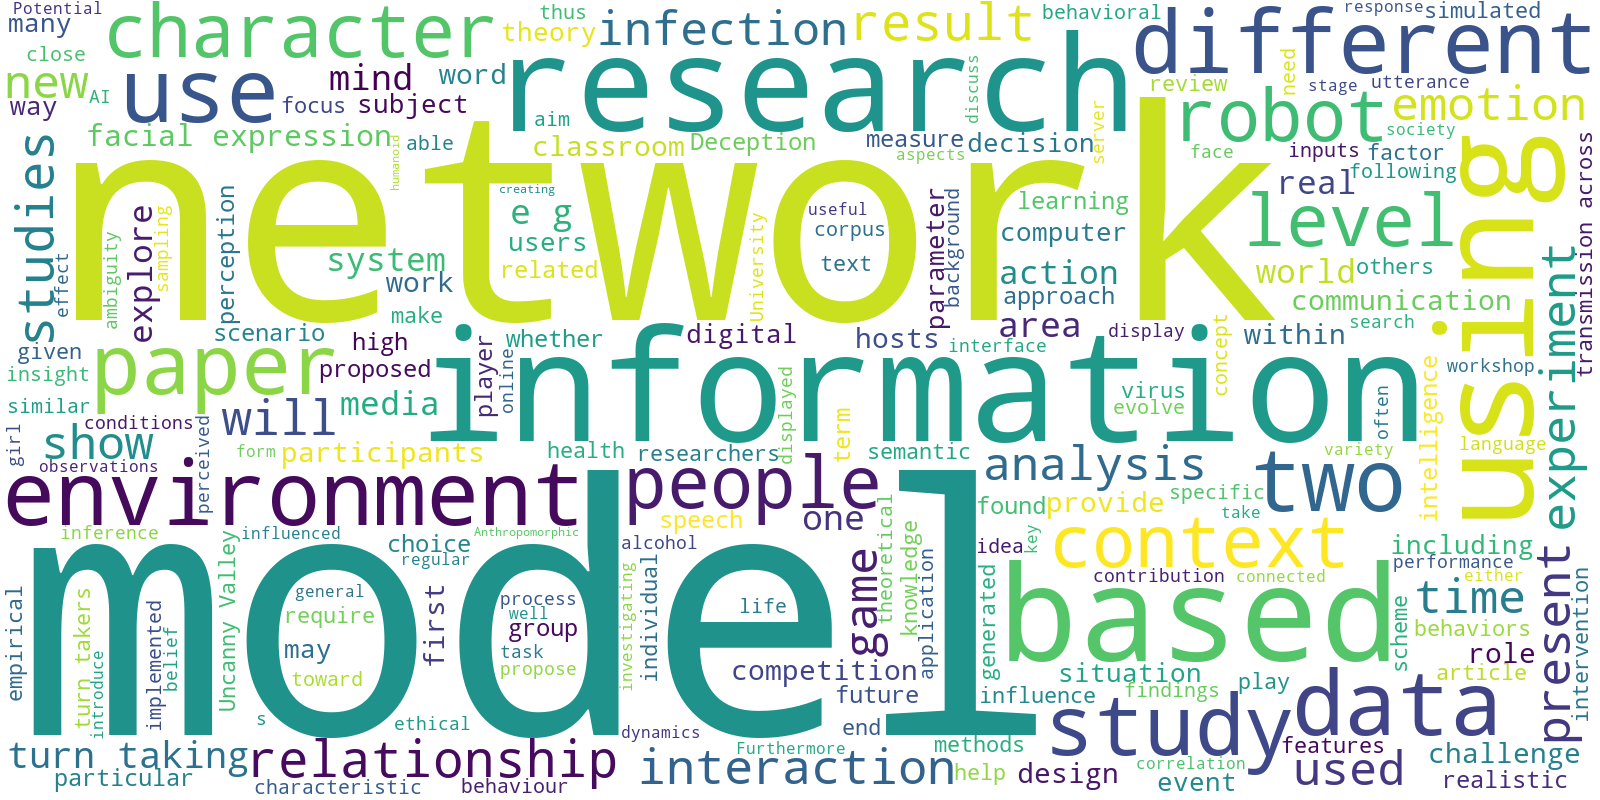 Potential
many
close
new
AI
way
character
use
focus
mind
subject
word
thus
theory
infection
result
behavioral
response
simulated
different
research
discuss
review
need
stage
utterance
robot
emotion
society
studies
facial expression
humanoid
able
aim
classroom
Deception
measure
decision
aspects
server
face
inputs
factor
following
real
using
transmission across
network
creating
e g
users
related
University
useful
corpus
text
parameter
background
learning
computer
action
approach
level
world
others
communication
experiment
perception
explore
sampling
ambiguity
effect
system
work
make
scenario
whether
digital
hosts
area
display
interface
concept
within
search
workshop
given
insight
similar
paper
high
proposed
player
online
information
virus
evolve
often
intelligence
language
variety
conditions
girl
show
observations
perceived
will
media
form
participants
health
researchers
displayed
term
semantic
analysis
two
environment
people
speech
one
found
provide
specific
take
context
including
performance
inference
influenced
Anthropomorphic
choice
regular
alcohol
theoretical
knowledge
idea
key
contribution
connected
either
model
Uncanny Valley
general
require
may
toward
first
process
well
group
task
propose
investigating
individual
life
game
application
generated
based
scheme
time
behaviors
role
article
present
intervention
empirical
turn takers
introduce
implemented
belief
s
ethical
competition
future
end
influence
situation
findings
play
study
data
dynamics
turn taking
particular
relationship
characteristic
behaviour
interaction
Furthermore
methods
help
design
correlation
event
features
used
challenge
realistic